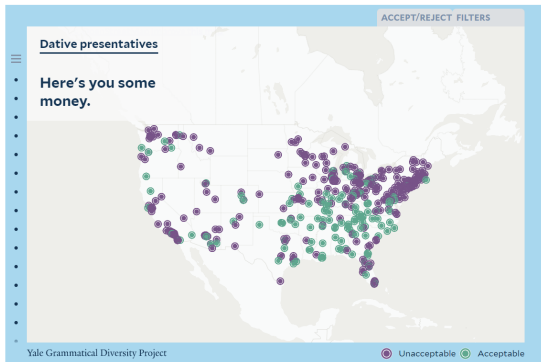 ACCEPT/REJECT FILTERS
Dative presentatives
Here's you some
money.
Yale Grammatical Diversity Project
Unacceptable
Acceptable